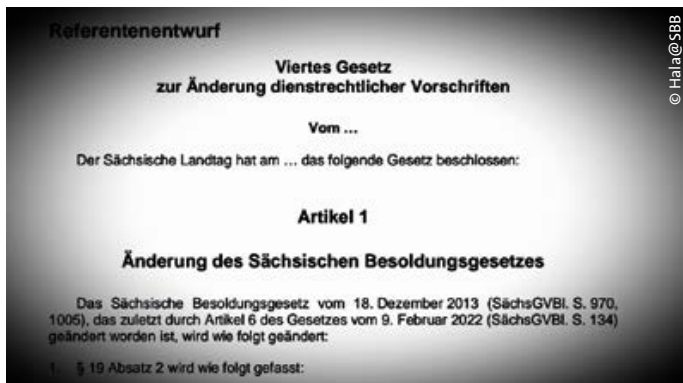 Referentenentwurf
Viertes Gesetz
zur Änderung dienstrechtlicher Vorschriften
Vom ...
Der Sächsische Landtag hat am ... das folgende Gesetz beschlossen:
Artikel 1
Änderung des Sächsischen Besoldungsgesetzes
Das Sächsische Besoldungsgesetz vom 18. Dezember 2013 (SächsGVBl. S. 970,
1005), das zuletzt durch Artikel 6 des Gesetzes vom 9. Februar 2022 (SächsGVBl. S. 134)
geändert worden ist, wird wie folgt geändert:
1. § 19 Absatz 2 wird wie folgt gefasst:
© Hala@SBB